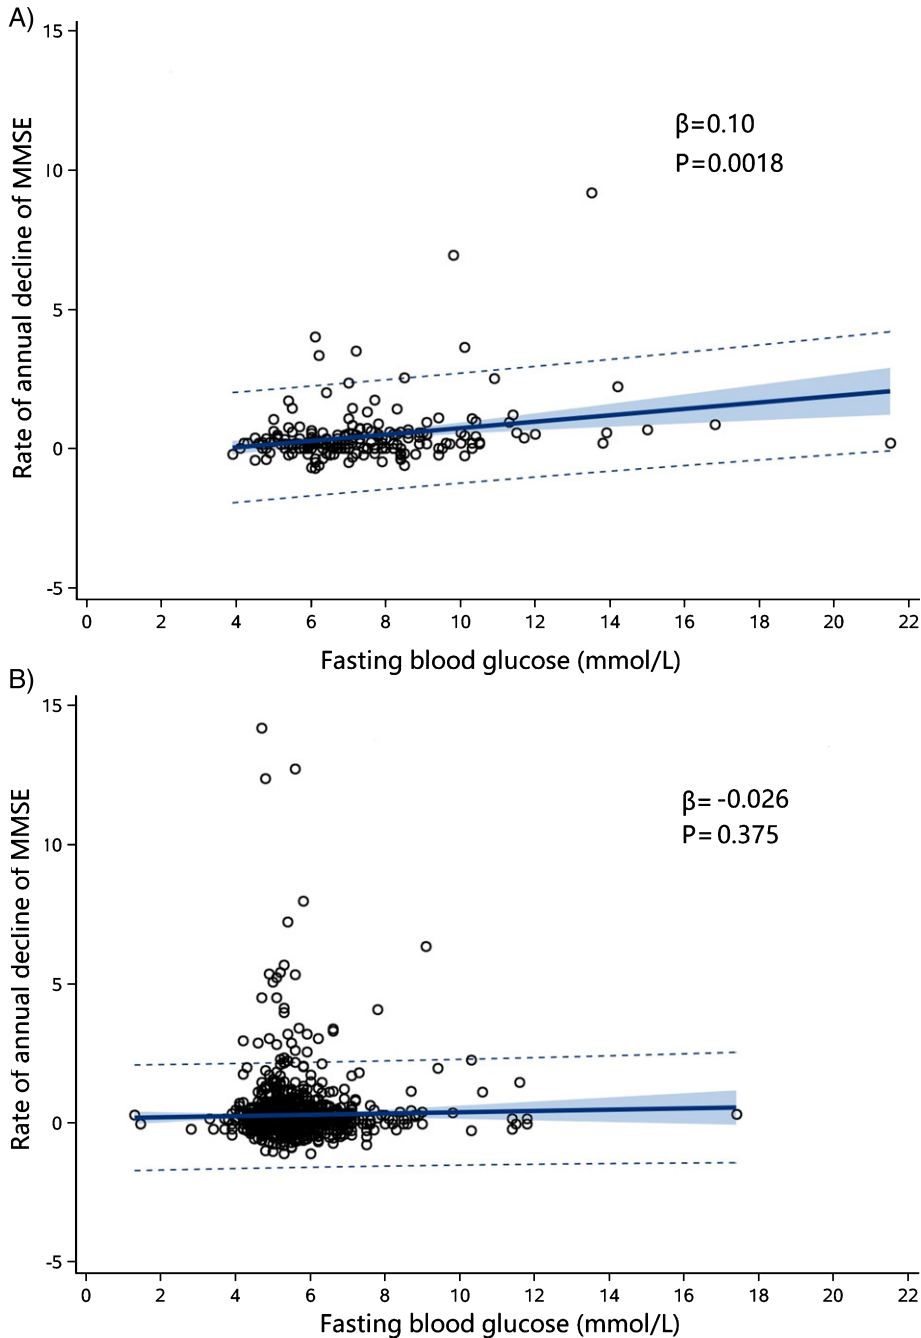 A)
15
10
5
0
-5
Rate of annual decline of MMSE
β=0.10
P=0.0018
0 2 4 6 8 10 12 14 16 18 20 22
Fasting blood glucose (mmol/L)
B)
15
10
5
0
-5
Rate of annual decline of MMSE
β= -0.026
P= 0.375
0 2 4 6 8 10 12 14 16 18 20 22
Fasting blood glucose (mmol/L)